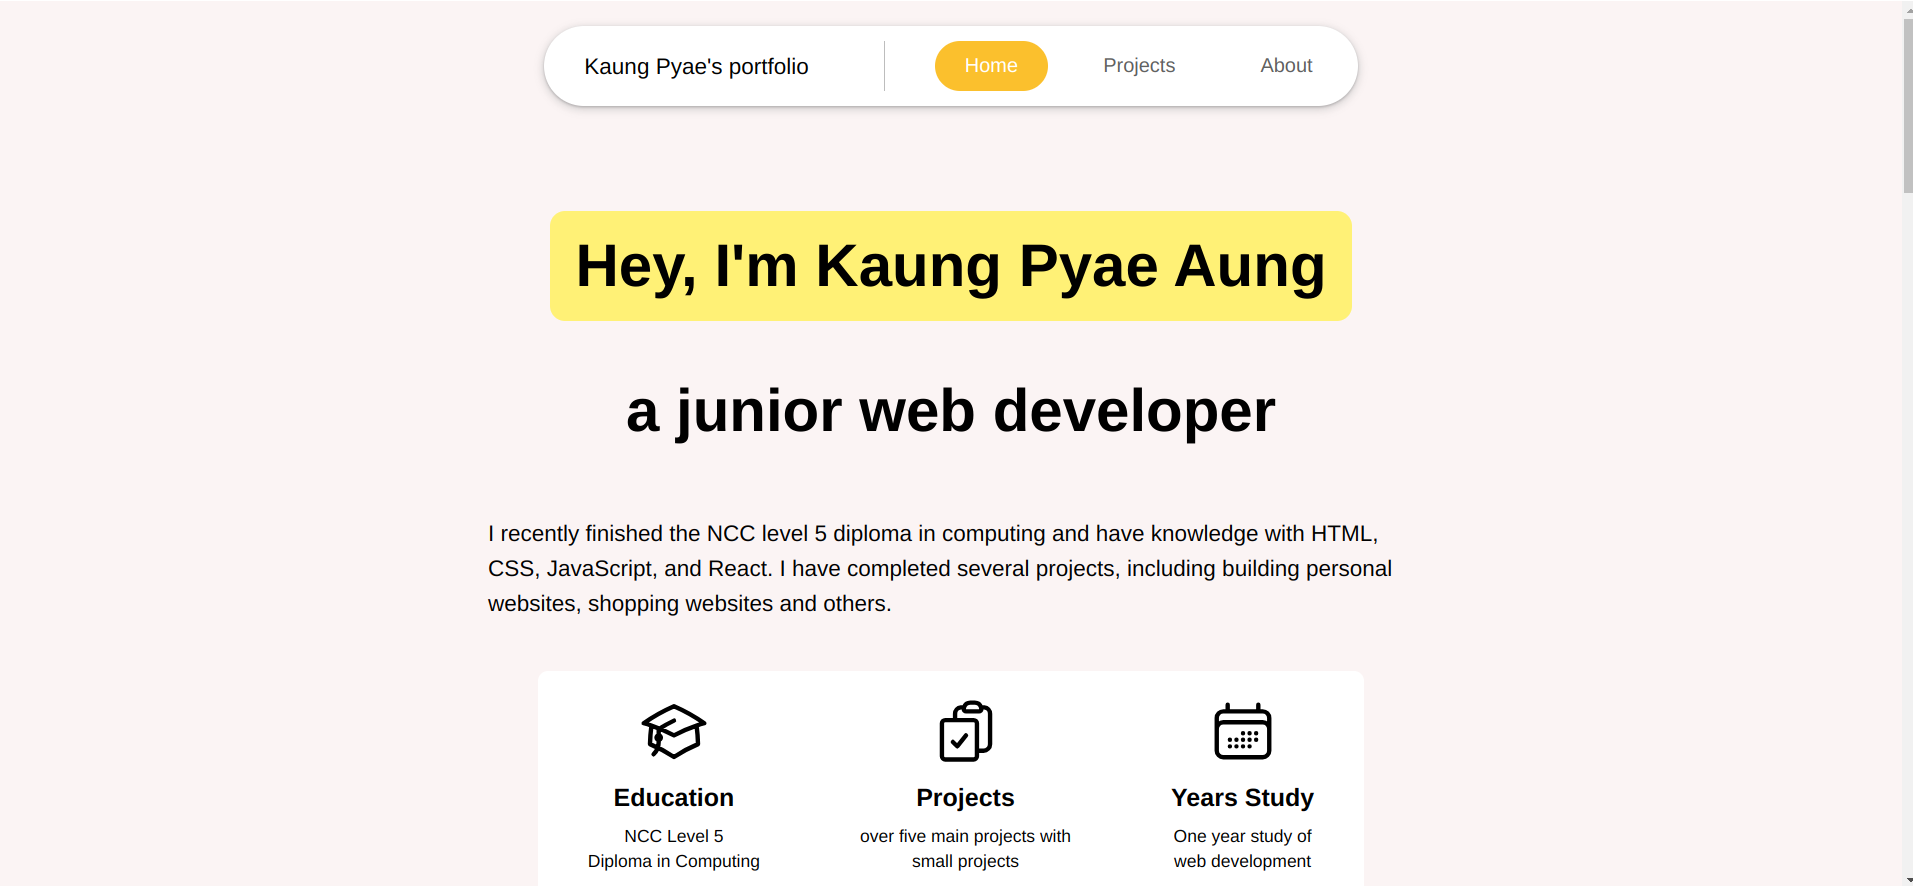 Kaung Pyae's portfolio
Home
Projects
About
Hey, I'm Kaung Pyae Aung
a junior web developer
I recently finished the NCC level 5 diploma in computing and have knowledge with HTML,
CSS, JavaScript, and React. I have completed several projects, including building personal
websites, shopping websites and others.
Education
NCC Level 5
Diploma in Computing
Projects
over five main projects with
small projects
Years Study
One year study of
web development